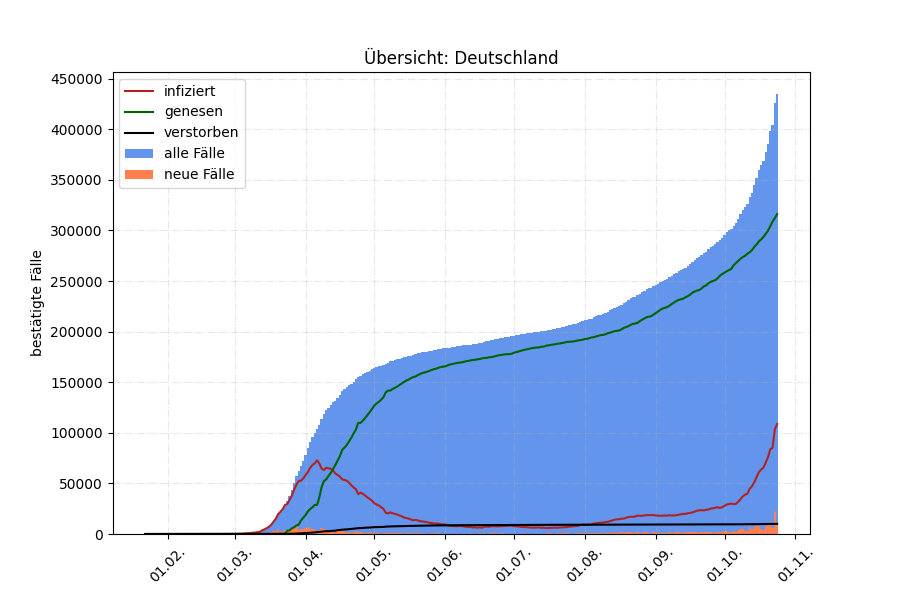 Übersicht: Deutschland
450000
400000
350000
300000
250000
200000
150000
100000
50000
0
bestätigte Fälle
infiziert
genesen
verstorben
alle Fälle
neue Fälle
01.02.
01.03.
01.04.
01.05.
01.06.
01.07.
01.08.
01.09.
01.10.
01.11.